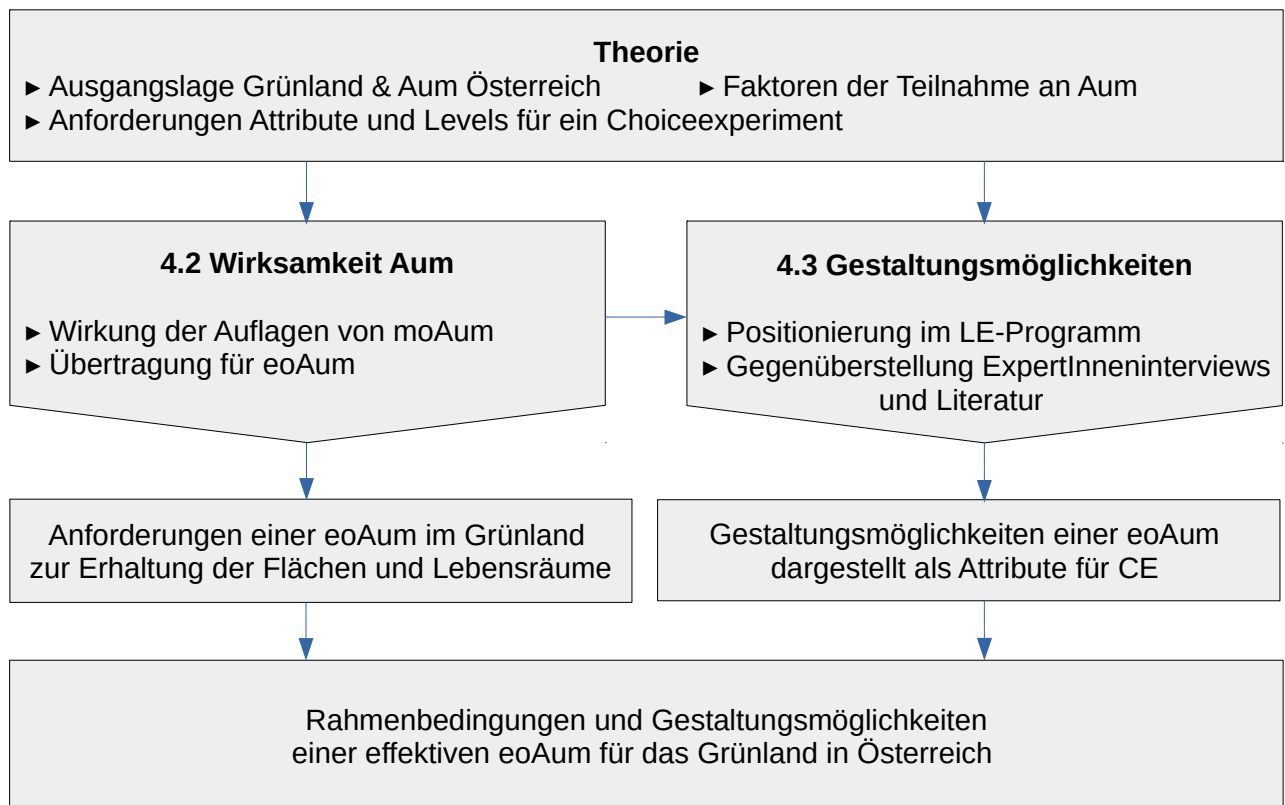 Theorie
► Ausgangslage Grünland & Aum Österreich ► Faktoren der Teilnahme an Aum
► Anforderungen Attribute und Levels für ein Choiceexperiment
4.2 Wirksamkeit Aum
► Wirkung der Auflagen von moAum
► Übertragung für eoAum
4.3 Gestaltungsmöglichkeiten
► Positionierung im LE-Programm
► Gegenüberstellung ExpertInneninterviews
und Literatur
Anforderungen einer eoAum im Grünland
zur Erhaltung der Flächen und Lebensräume
Gestaltungsmöglichkeiten einer eoAum
dargestellt als Attribute für CE
Rahmenbedingungen und Gestaltungsmöglichkeiten
einer effektiven eoAum für das Grünland in Österreich